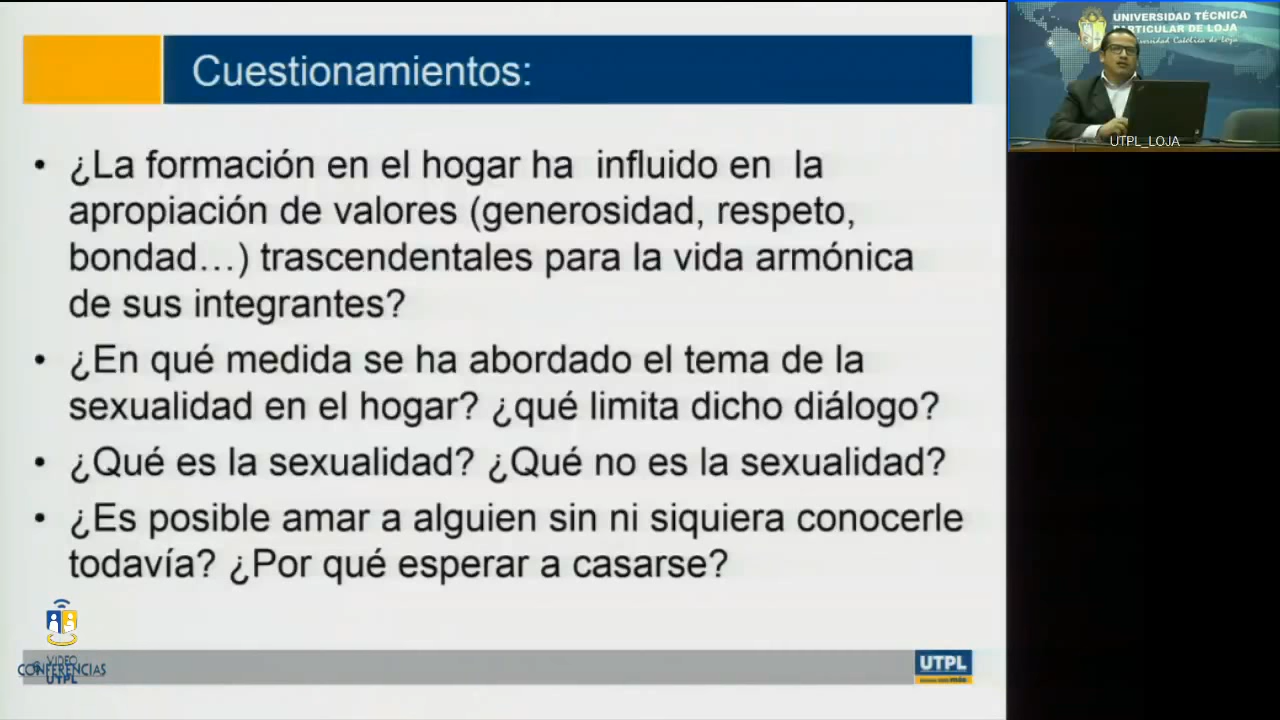 Cuestionamientos:
• ¿La formación en el hogar ha influido en la
apropiación de valores (generosidad, respeto,
bondad…) trascendentales para la vida armónica
de sus integrantes?
• ¿En qué medida se ha abordado el tema de la
sexualidad en el hogar? ¿qué limita dicho diálogo?
• ¿Qué es la sexualidad? ¿Qué no es la sexualidad?
• ¿Es posible amar a alguien sin ni siquiera conocerle
todavía? ¿Por qué esperar a casarse?
VIDEO
CONFERENCIAS
UTPL
UTPL
UNIVERSIDAD TÉCNICA
PARTICULAR DE LOJA
Católica de Loja
UTPL_LOJA